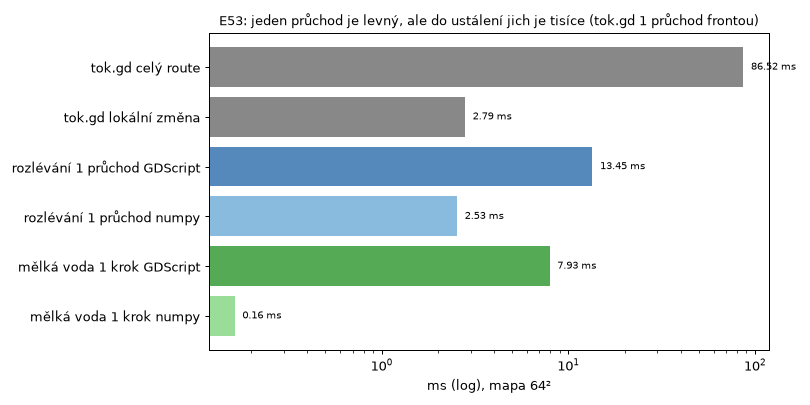 E53: jeden průchod je levný, ale do ustálení jich je tisíce (tok.gd 1 průchod frontou)
tok.gd celý route
86.52 ms
tok.gd lokální změna
2.79 ms
rozlévání 1 průchod GDScript
13.45 ms
rozlévání 1 průchod numpy
2.53 ms
mělká voda 1 krok GDScript
7.93 ms
mělká voda 1 krok numpy
0.16 ms
10⁰ 10¹ 10²
ms (log), mapa 64²